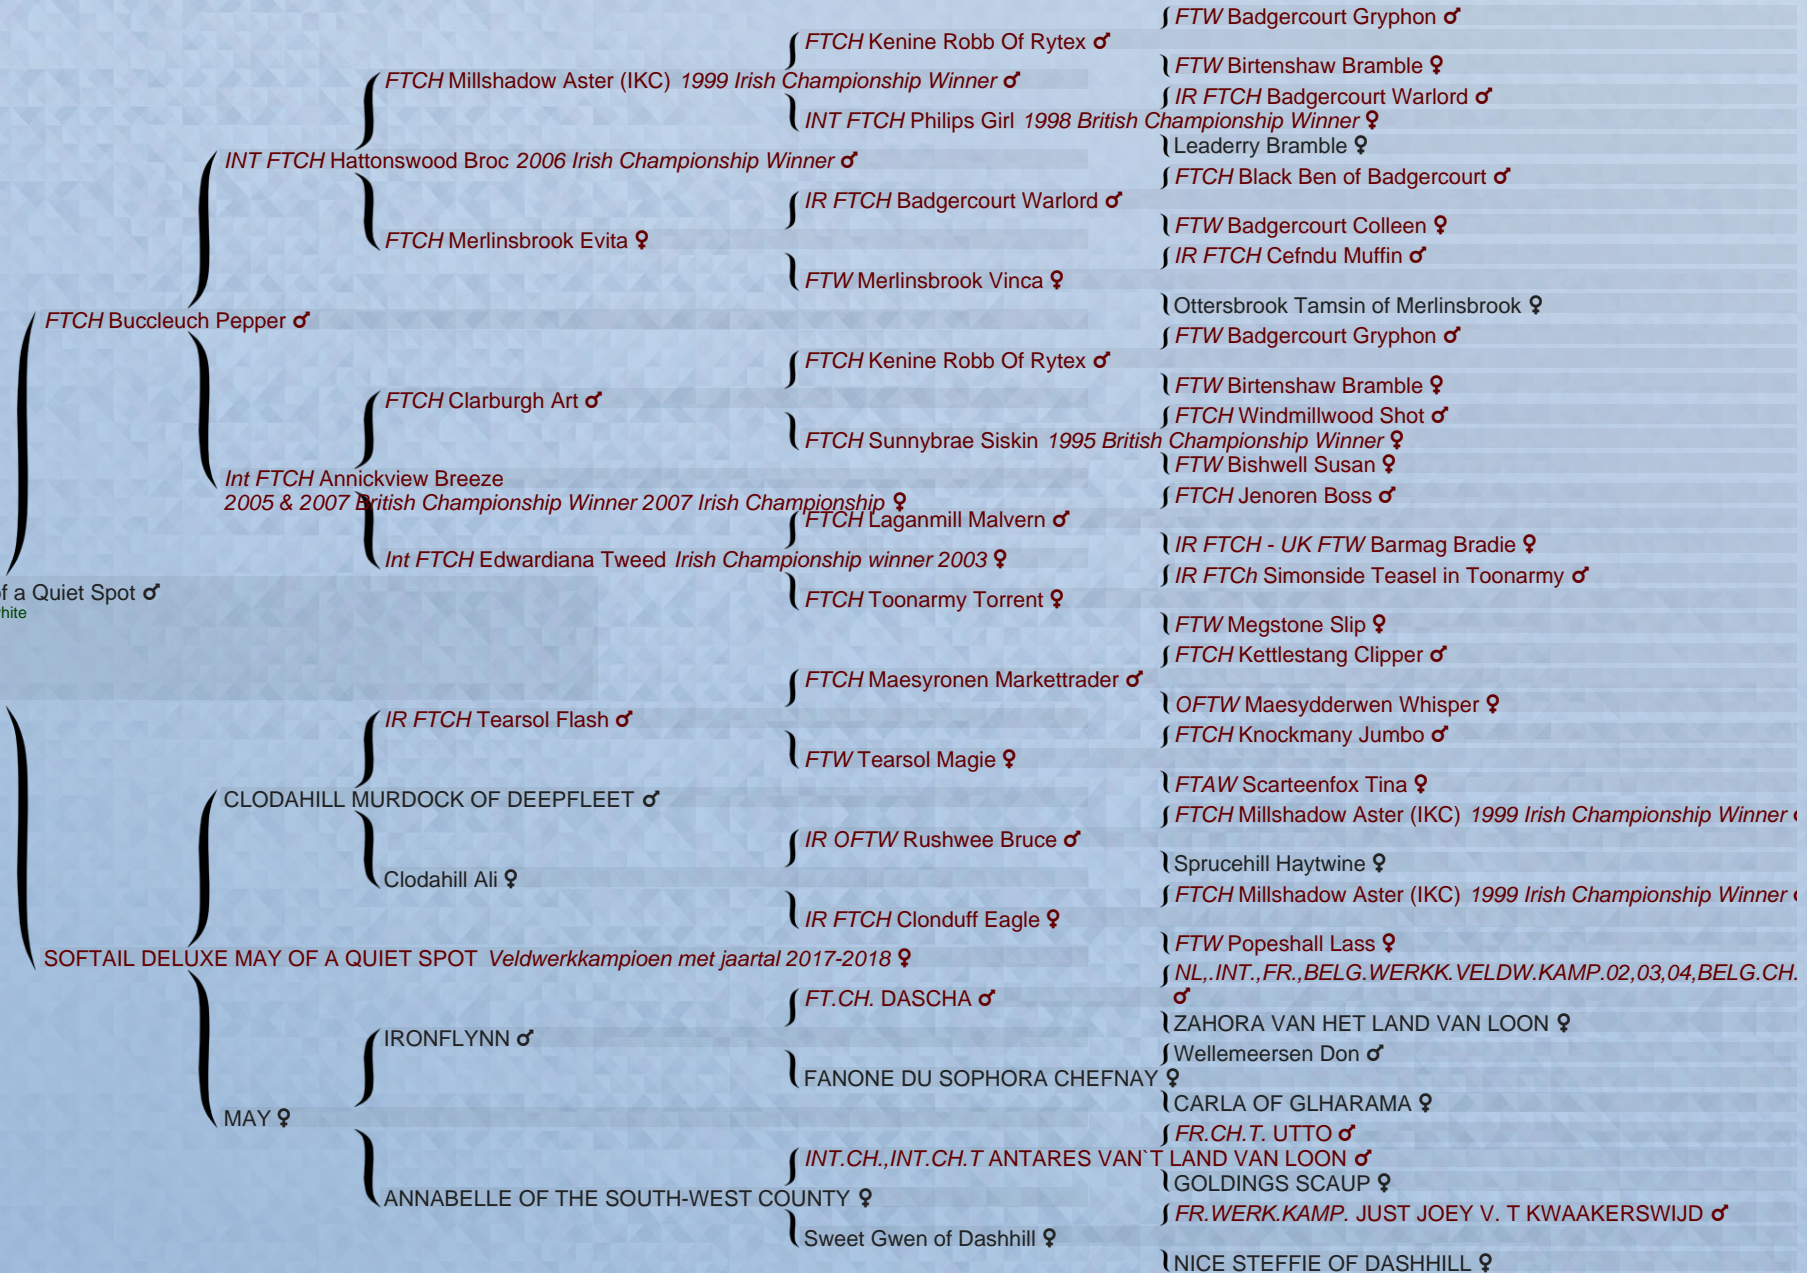 FTW Badgercourt Gryphon ♂
FTCH Kenine Robb Of Rytex ♂
FTW Birtenshaw Bramble ♀
FTCH Millshadow Aster (IKC) 1999 Irish Championship Winner ♂
IR FTCH Badgercourt Warlord ♂
INT FTCH Philips Girl 1998 British Championship Winner ♀
Leaderry Bramble ♀
INT FTCH Hattonswood Broc 2006 Irish Championship Winner ♂
FTCH Black Ben of Badgercourt ♂
IR FTCH Badgercourt Warlord ♂
FTW Badgercourt Colleen ♀
FTCH Merlinsbrook Evita ♀
IR FTCH Cefndu Muffin ♂
FTW Merlinsbrook Vinca ♀
Ottersbrook Tamsin of Merlinsbrook ♀
FTCH Buccleuch Pepper ♂
FTW Badgercourt Gryphon ♂
FTCH Kenine Robb Of Rytex ♂
FTW Birtenshaw Bramble ♀
FTCH Clarburgh Art ♂
FTCH Windmillwood Shot ♂
FTCH Sunnybrae Siskin 1995 British Championship Winner ♀
FTW Bishwell Susan ♀
Int FTCH Annickview Breeze
2005 & 2007 British Championship Winner 2007 Irish Championship ♀
FTCH Jenoren Boss ♂
FTCH Laganmill Malvern ♂
IR FTCH - UK FTW Barmag Bradie ♀
Int FTCH Edwardiana Tweed Irish Championship winner 2003 ♀
IR FTCh Simonside Teasel in Toonarmy ♂
FTCH Toonarmy Torrent ♀
FTW Megstone Slip ♀
of a Quiet Spot ♂
white
FTCH Kettlestang Clipper ♂
FTCH Maesyronen Markettrader ♂
OFTW Maesydderwen Whisper ♀
IR FTCH Tearsol Flash ♂
FTCH Knockmany Jumbo ♂
FTW Tearsol Magie ♀
FTAW Scarteenfox Tina ♀
CLODAHILL MURDOCK OF DEEPFLEET ♂
FTCH Millshadow Aster (IKC) 1999 Irish Championship Winner
IR OFTW Rushwee Bruce ♂
Sprucehill Haytwine ♀
Clodahill Ali ♀
FTCH Millshadow Aster (IKC) 1999 Irish Championship Winner
IR FTCH Clonduff Eagle ♀
FTW Popeshall Lass ♀
SOFTAIL DELUXE MAY OF A QUIET SPOT Veldwerkkampioen met jaartal 2017-2018 ♀
NL,.INT.,FR.,BELG.WERKK.VELDW.KAMP.02,03,04,BELG.CH.
♂
FT.CH. DASCHA ♂
ZAHORA VAN HET LAND VAN LOON ♀
IRONFLYNN ♂
Wellemeersen Don ♂
FANONE DU SOPHORA CHEFNAY ♀
CARLA OF GLHARAMA ♀
MAY ♀
FR.CH.T. UTTO ♂
INT.CH.,INT.CH.T ANTARES VAN`T LAND VAN LOON ♂
GOLDINGS SCAUP ♀
ANNABELLE OF THE SOUTH-WEST COUNTY ♀
FR.WERK.KAMP. JUST JOEY V. T KWAAKERSWIJD ♂
Sweet Gwen of Dashhill ♀
NICE STEFFIE OF DASHHILL ♀